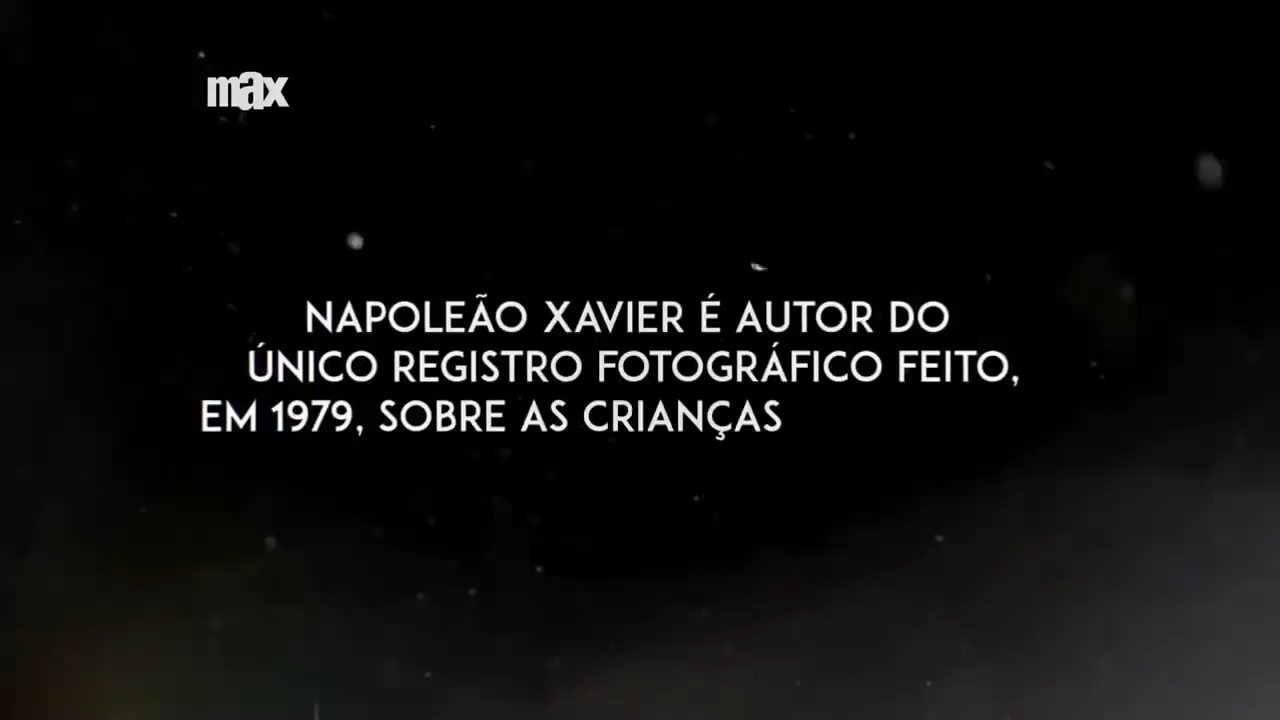 max
NAPOLEÃO XAVIER É AUTOR DO
ÚNICO REGISTRO FOTOGRÁFICO FEITO,
EM 1979, SOBRE AS CRIANÇAS